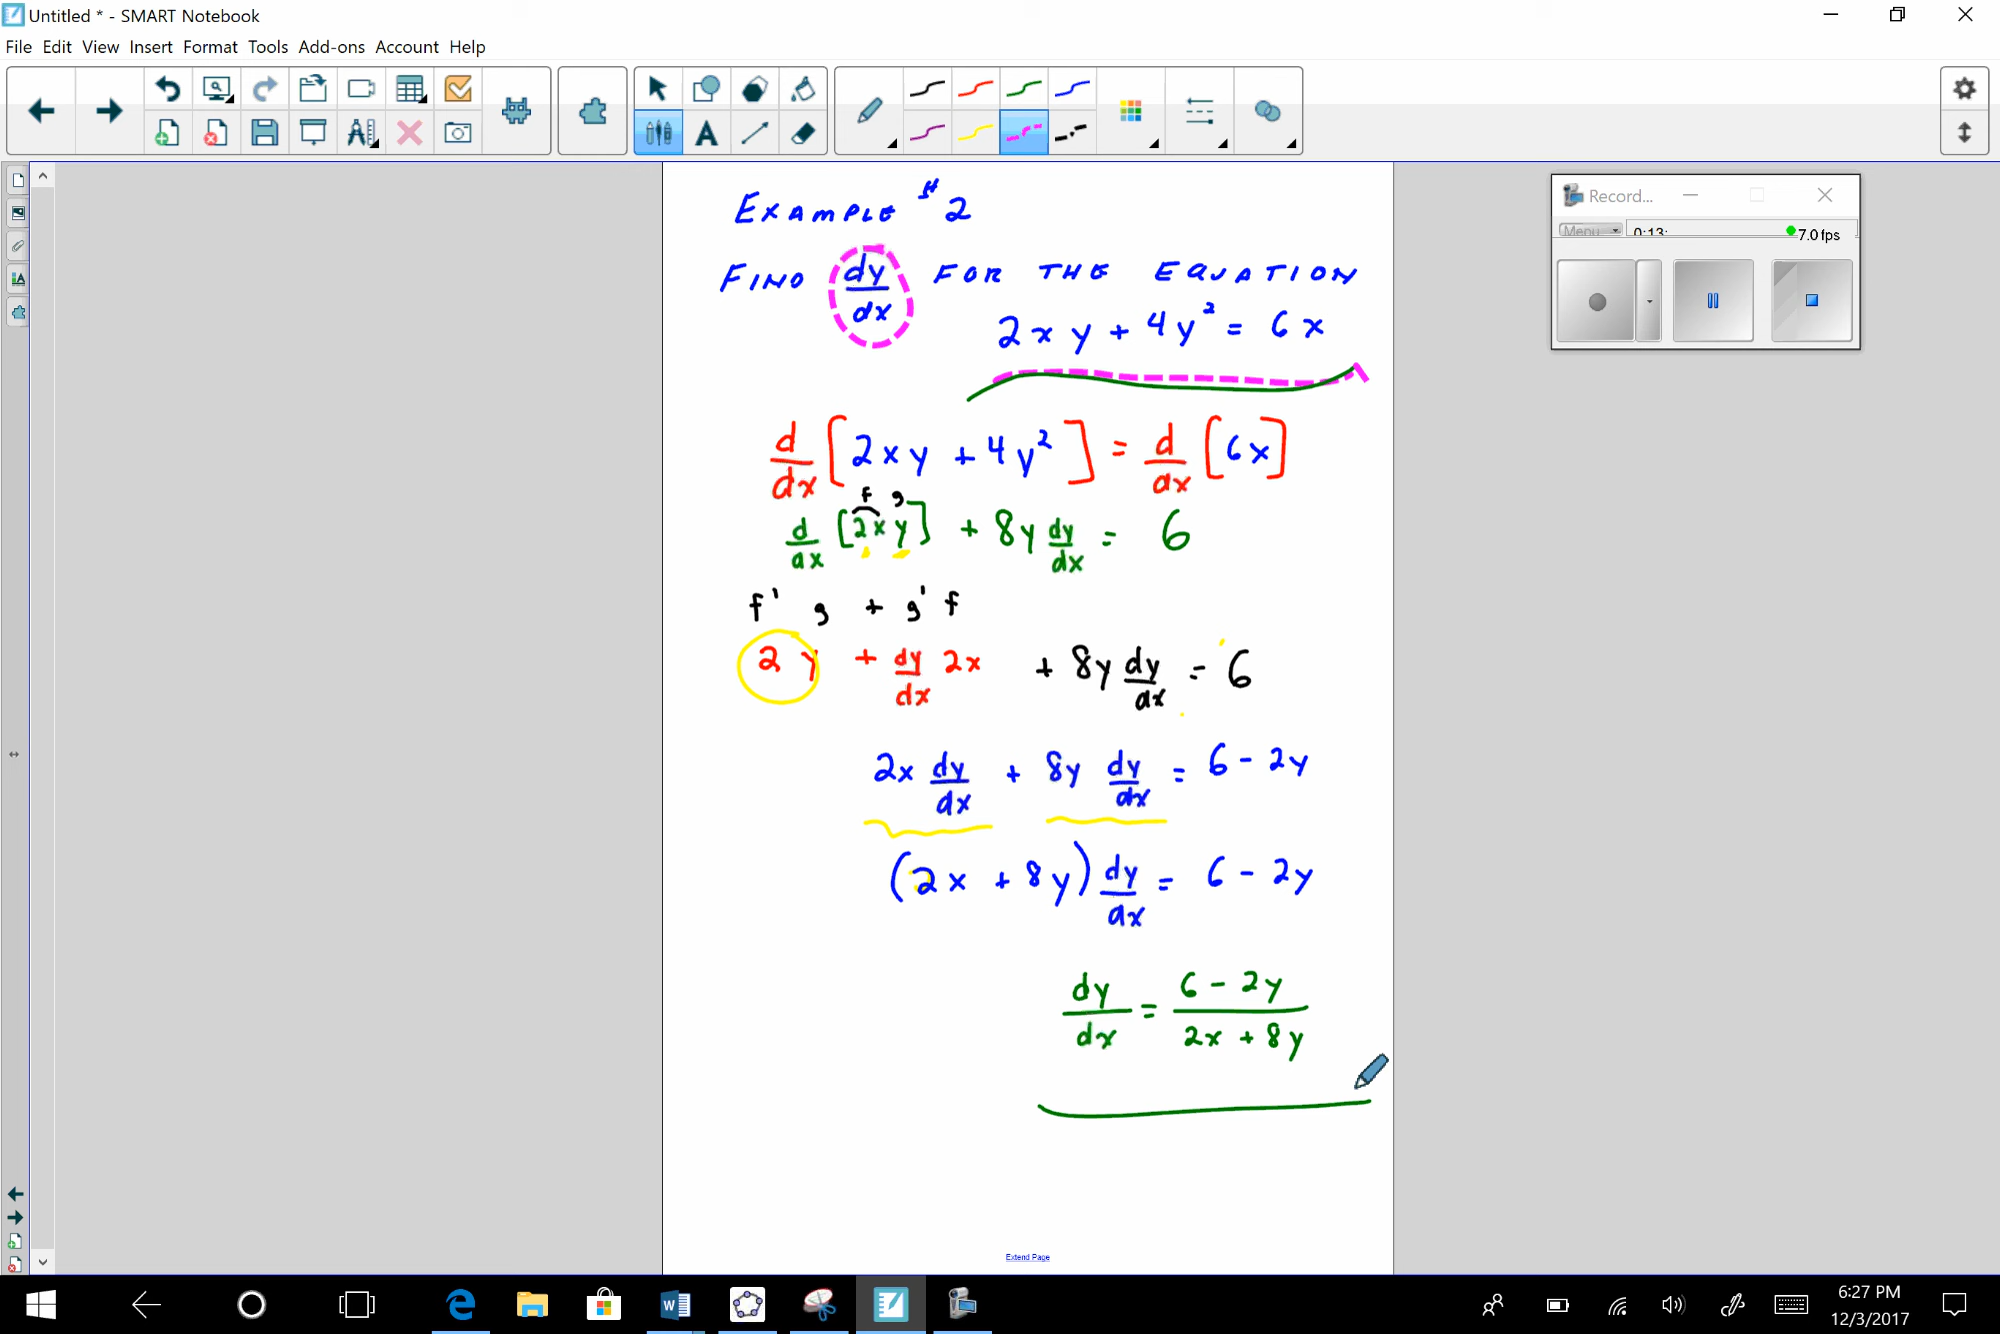 Untitled * - SMART Notebook
File Edit View Insert Format Tools Add-ons Account Help
Record...
Menu 0:13: 7.0 fps
EXAMPLE #2
FIND dy/dx FOR THE EQUATION
2xy + 4y² = 6x
d/dx [2xy + 4y²] = d/dx [6x]
f g
d/dx [2xy] + 8y dy/dx = 6
f' g + g' f
2y + dy/dx 2x + 8y dy/dx = 6
2x dy/dx + 8y dy/dx = 6 - 2y
(2x + 8y) dy/dx = 6 - 2y
dy/dx = 6 - 2y / 2x + 8y
Extend Page
6:27 PM
12/3/2017